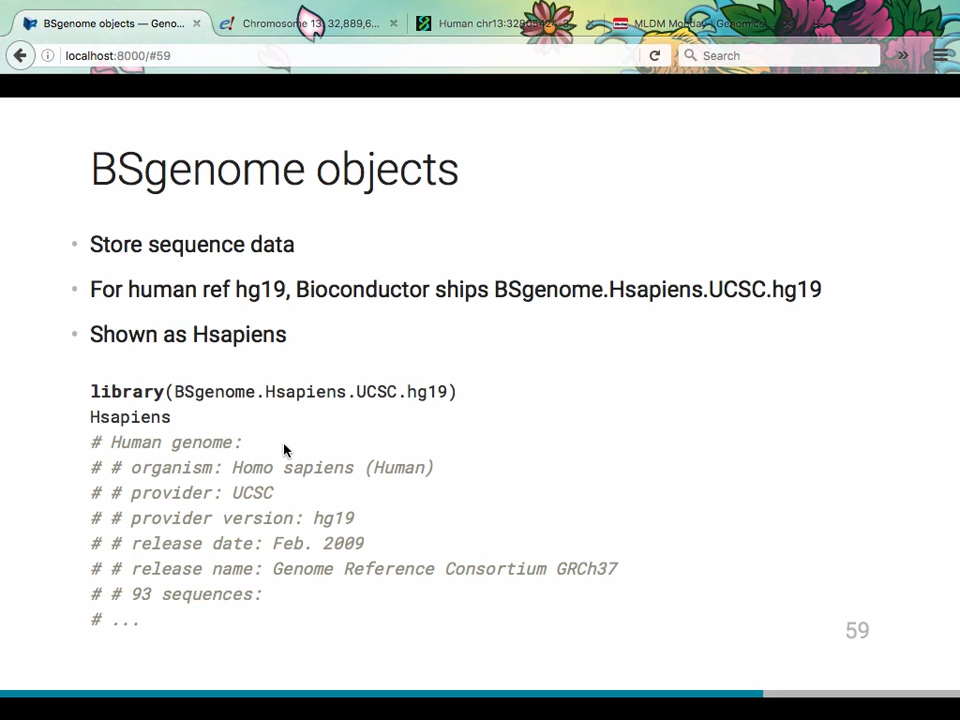 BSgenome objects — Geno...
Chromosome 13: 32,889,6...
MLDM Monday
localhost:8000/#59
Search
BSgenome objects
• Store sequence data
• For human ref hg19, Bioconductor ships BSgenome.Hsapiens.UCSC.hg19
• Shown as Hsapiens
library(BSgenome.Hsapiens.UCSC.hg19)
Hsapiens
# Human genome:
# # organism: Homo sapiens (Human)
# # provider: UCSC
# # provider version: hg19
# # release date: Feb. 2009
# # release name: Genome Reference Consortium GRCh37
# # 93 sequences:
# ...
59